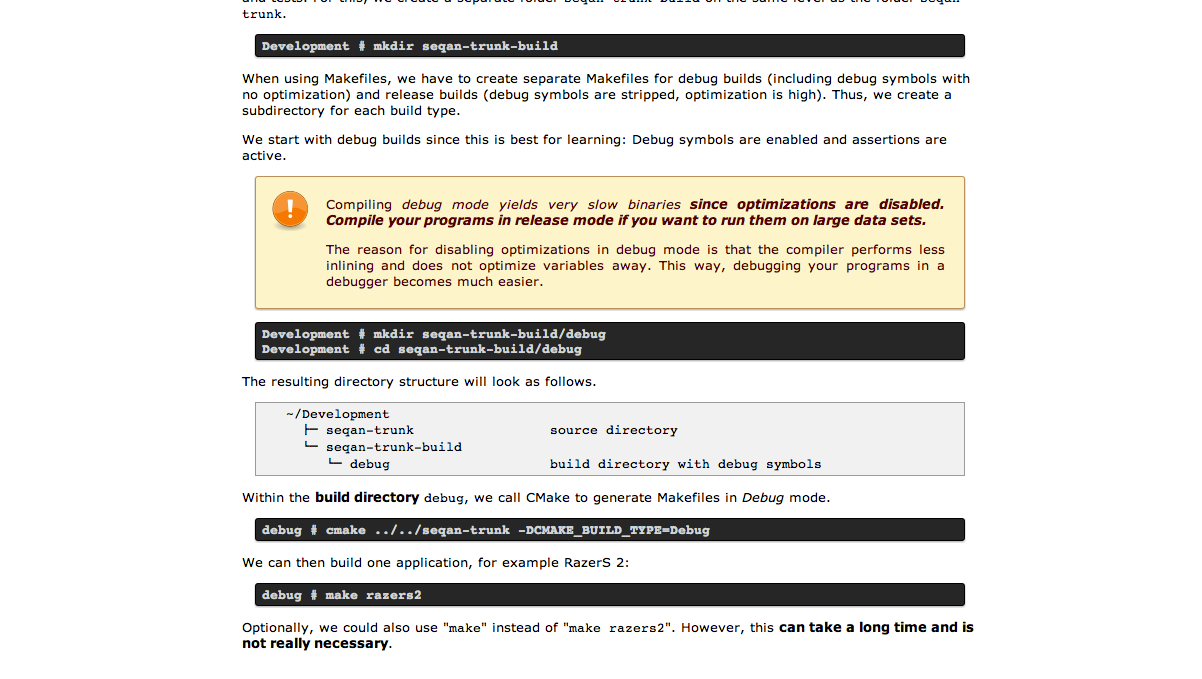 trunk.
Development # mkdir seqan-trunk-build
When using Makefiles, we have to create separate Makefiles for debug builds (including debug symbols with
no optimization) and release builds (debug symbols are stripped, optimization is high). Thus, we create a
subdirectory for each build type.
We start with debug builds since this is best for learning: Debug symbols are enabled and assertions are
active.
Compiling debug mode yields very slow binaries since optimizations are disabled.
Compile your programs in release mode if you want to run them on large data sets.
The reason for disabling optimizations in debug mode is that the compiler performs less
inlining and does not optimize variables away. This way, debugging your programs in a
debugger becomes much easier.
Development # mkdir seqan-trunk-build/debug
Development # cd seqan-trunk-build/debug
The resulting directory structure will look as follows.
~/Development
├─ seqan-trunk source directory
└─ seqan-trunk-build
└─ debug build directory with debug symbols
Within the build directory debug, we call CMake to generate Makefiles in Debug mode.
debug # cmake ../../seqan-trunk -DCMAKE_BUILD_TYPE=Debug
We can then build one application, for example RazerS 2:
debug # make razers2
Optionally, we could also use "make" instead of "make razers2". However, this can take a long time and is
not really necessary.